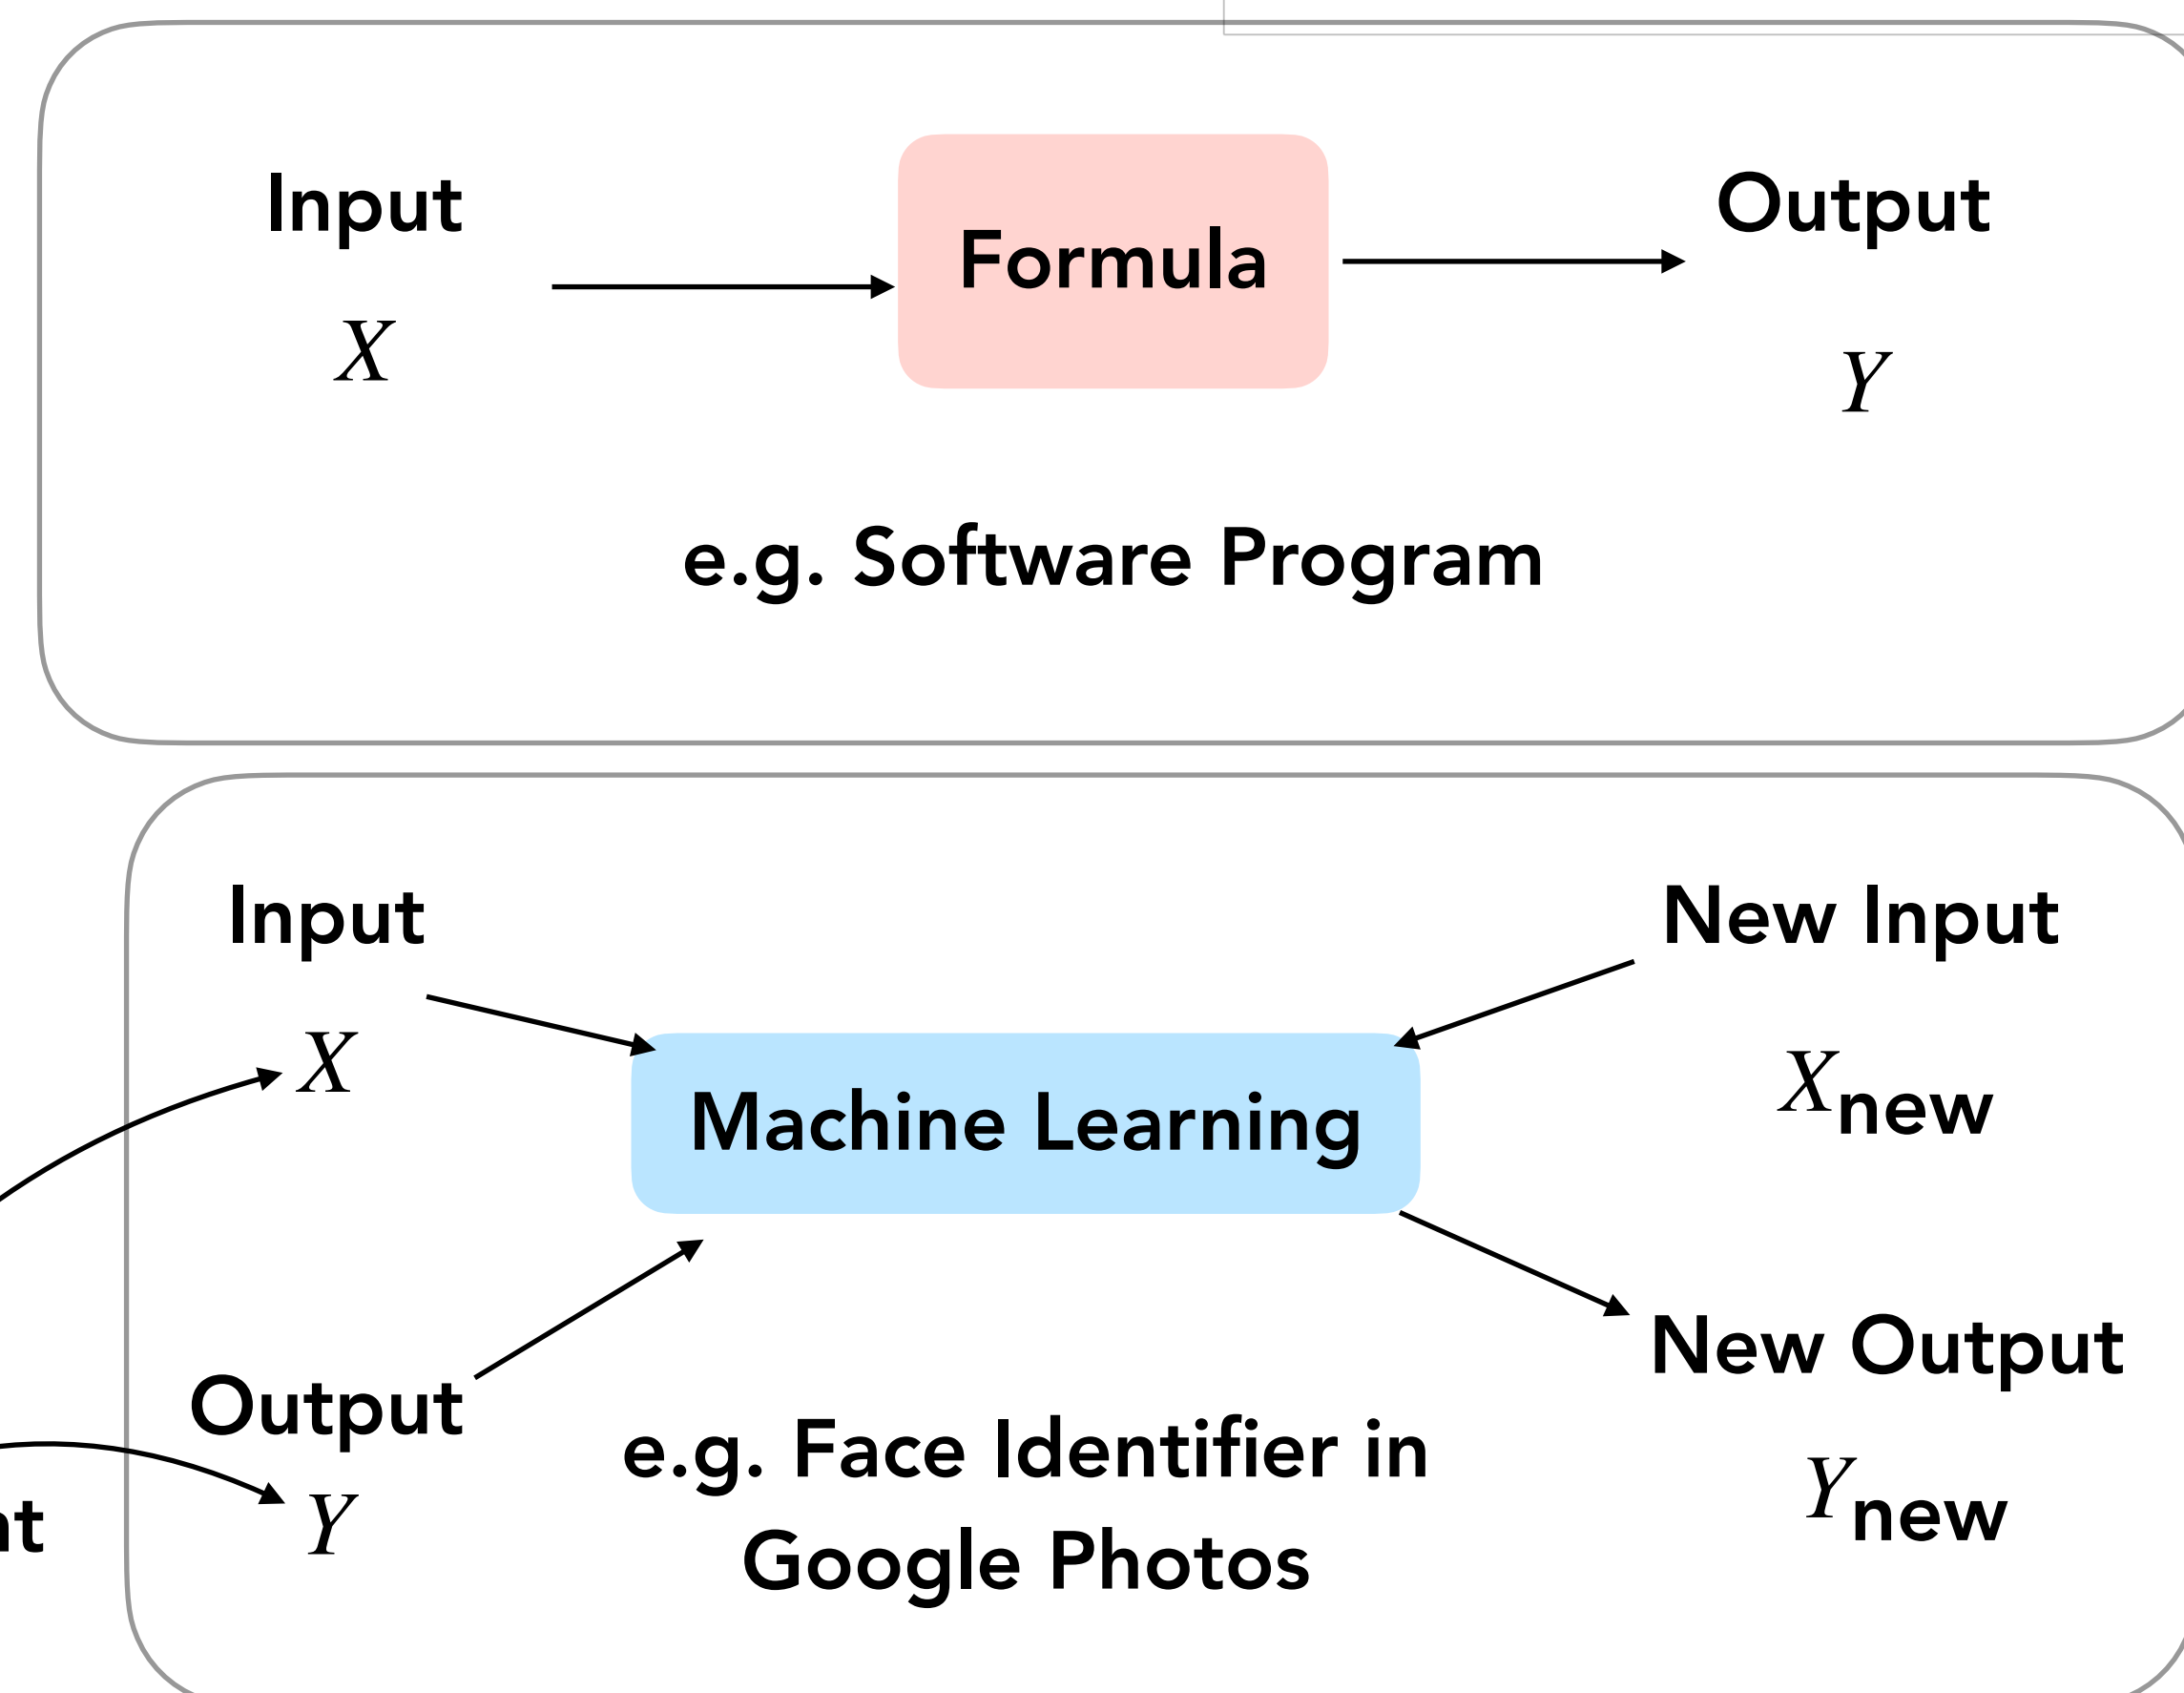 Input
X
Formula
Output
Y
e.g. Software Program
Input
X
Machine Learning
New Input
Xnew
Output
Y
e.g. Face Identifier in
Google Photos
New Output
Ynew